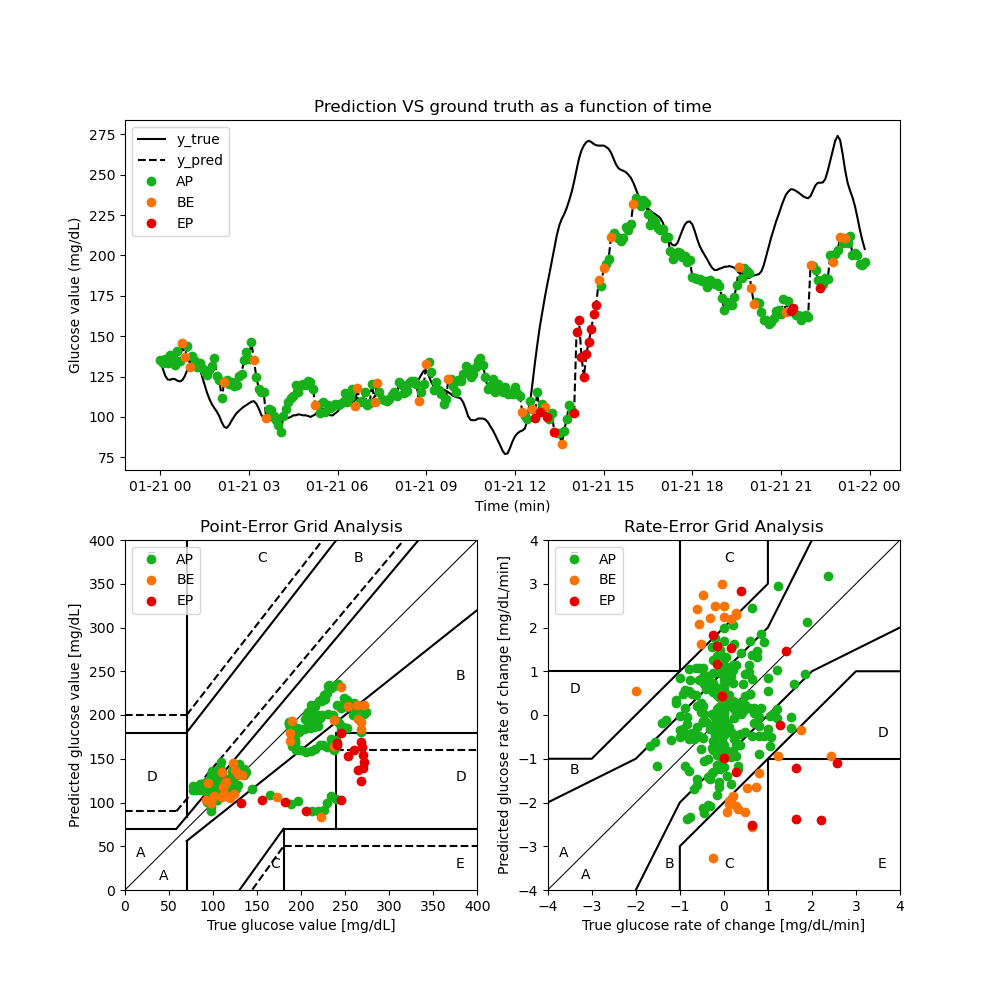 Prediction VS ground truth as a function of time
Glucose value (mg/dL)
275
250
225
200
175
150
125
100
75
y_true
y_pred
AP
BE
EP
01-21 00 01-21 03 01-21 06 01-21 09 01-21 12 01-21 15 01-21 18 01-21 21 01-22 00
Time (min)
Point-Error Grid Analysis
Predicted glucose value [mg/dL]
400
350
300
250
200
150
100
50
0
AP
BE
EP
C B
B
D D
A
A
C E
0 50 100 150 200 250 300 350 400
True glucose value [mg/dL]
Rate-Error Grid Analysis
Predicted glucose rate of change [mg/dL/min]
4
3
2
1
0
−1
−2
−3
−4
AP
BE
EP
C
D
D
B
A
A
B C E
−4 −3 −2 −1 0 1 2 3 4
True glucose rate of change [mg/dL/min]